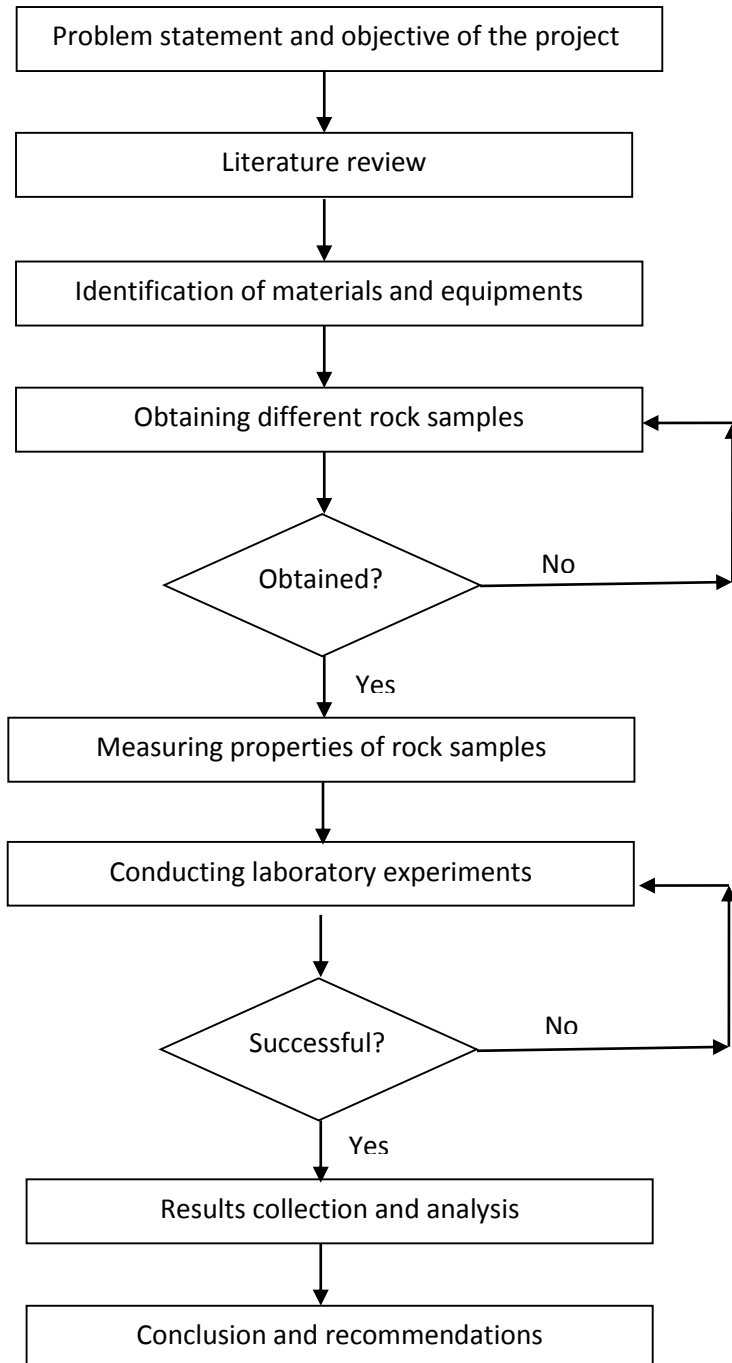 Problem statement and objective of the project
Literature review
Identification of materials and equipments
Obtaining different rock samples
Obtained?
No
Yes
Measuring properties of rock samples
Conducting laboratory experiments
Successful?
No
Yes
Results collection and analysis
Conclusion and recommendations